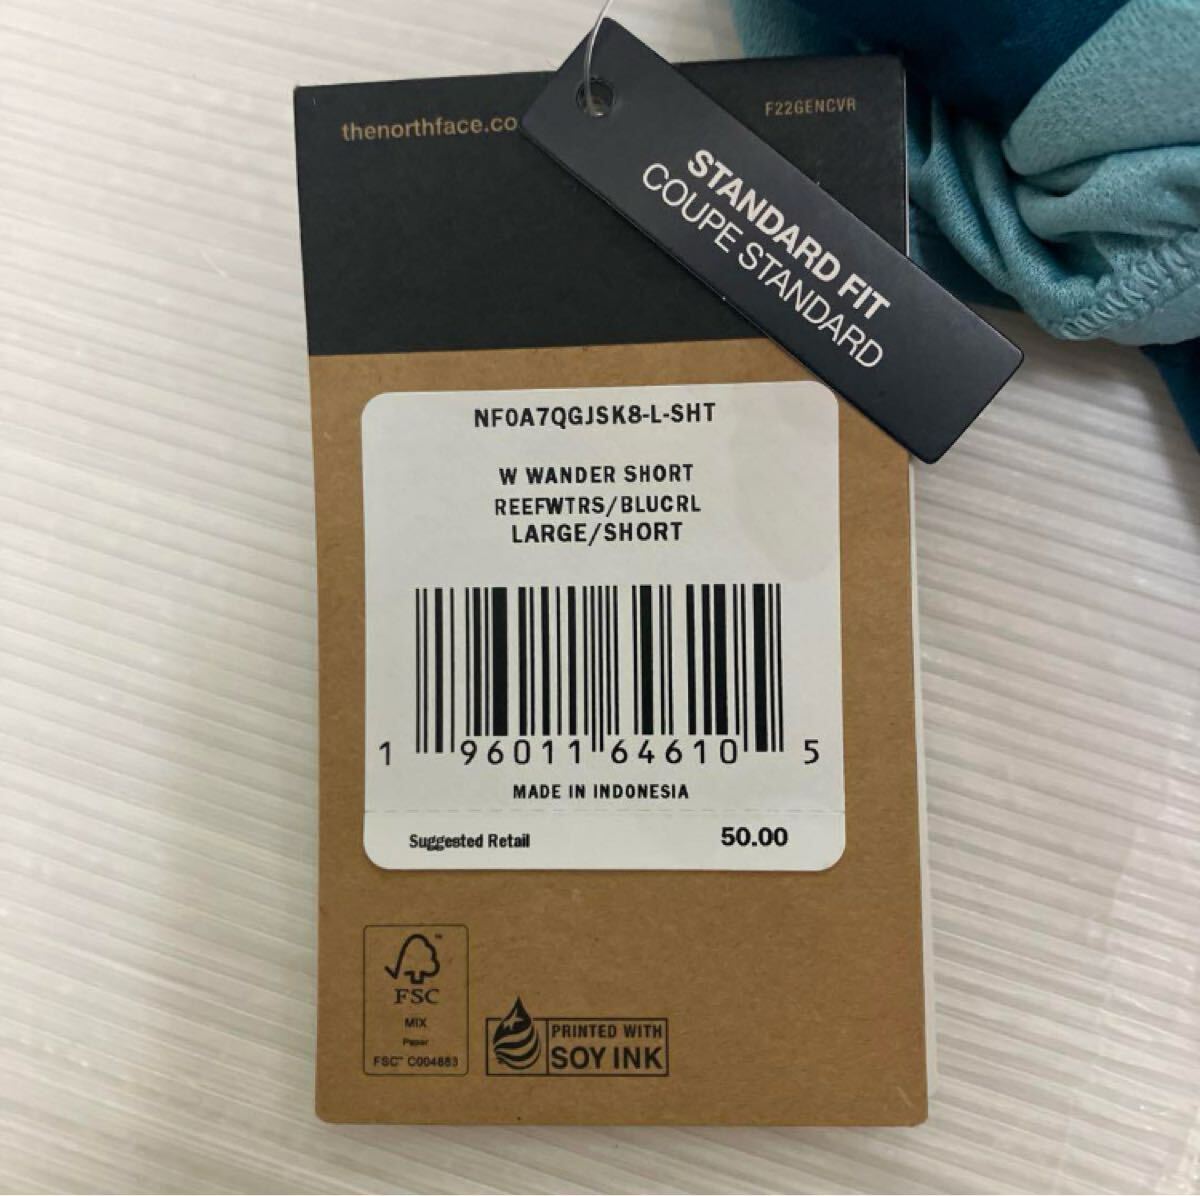 thenorthface.co
F22GENCVR
STANDARD FIT
COUPE STANDARD
NF0A7QGJSK8-L-SHT
W WANDER SHORT
REEFWTRS/BLUCRL
LARGE/SHORT
1 96011 64610 5
MADE IN INDONESIA
Suggested Retail 50.00
FSC
MIX
Paper
FSC™ C004883
PRINTED WITH
SOY INK